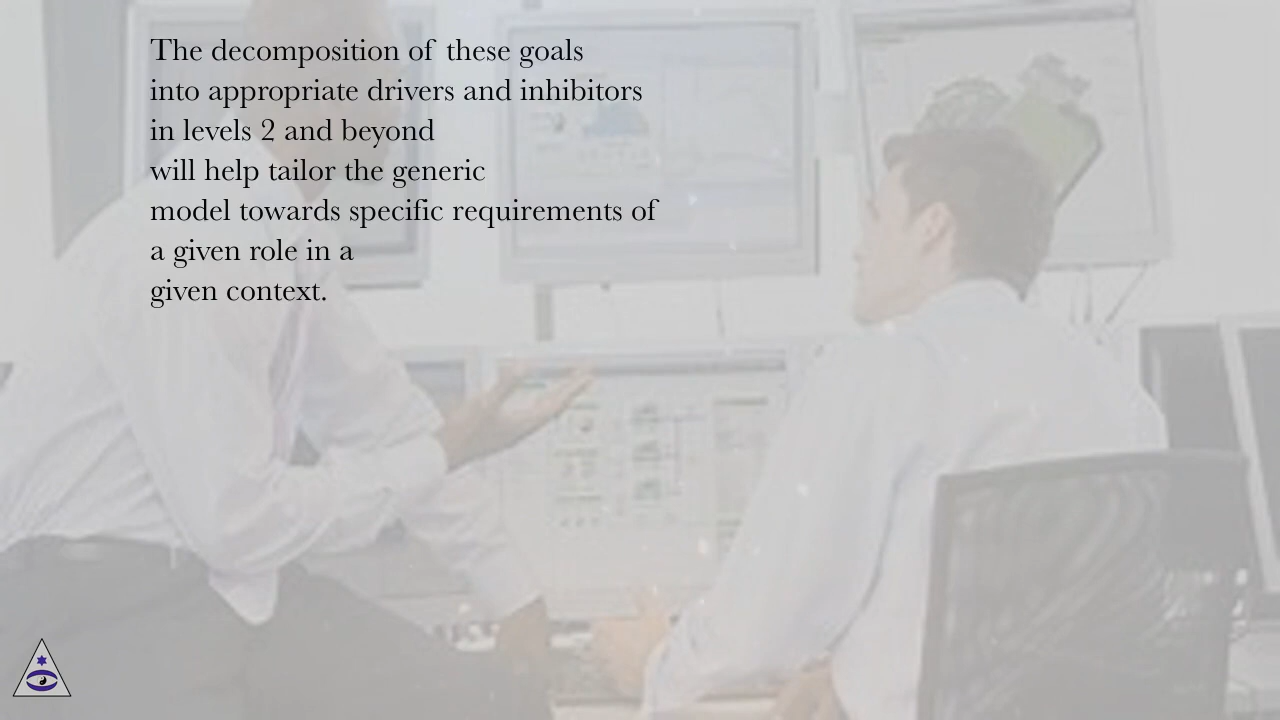 The decomposition of these goals
into appropriate drivers and inhibitors
in levels 2 and beyond
will help tailor the generic
model towards specific requirements of
a given role in a
given context.